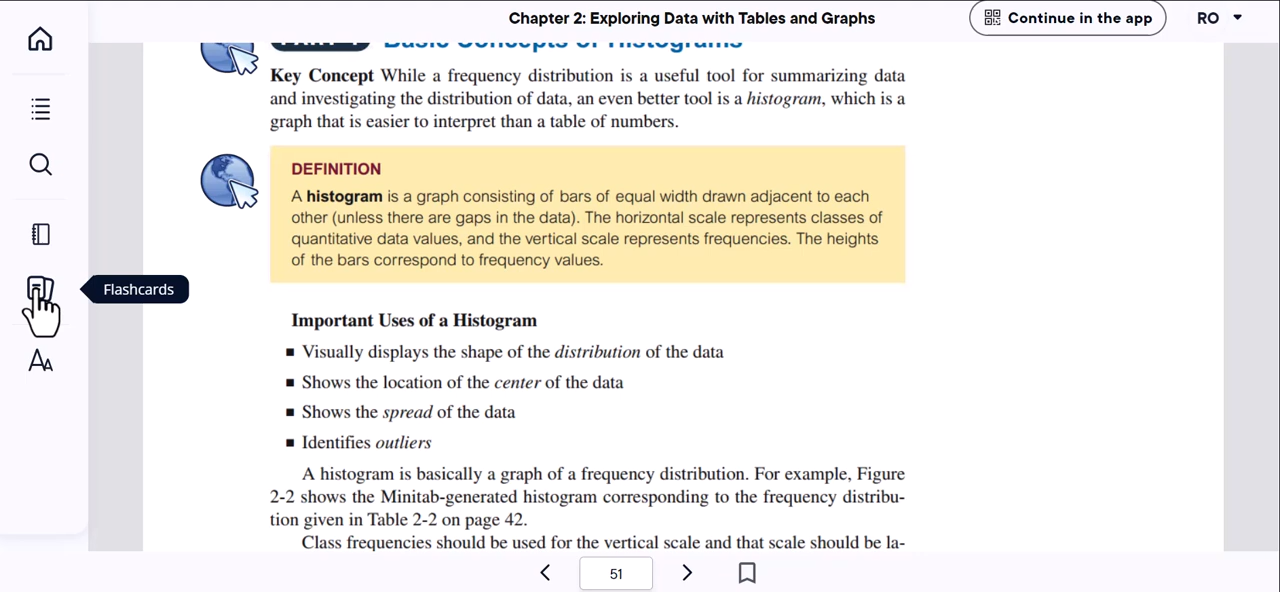 Chapter 2: Exploring Data with Tables and Graphs
Continue in the app
RO
Basic Concepts of Histograms
Key Concept While a frequency distribution is a useful tool for summarizing data
and investigating the distribution of data, an even better tool is a histogram, which is a
graph that is easier to interpret than a table of numbers.
DEFINITION
A histogram is a graph consisting of bars of equal width drawn adjacent to each
other (unless there are gaps in the data). The horizontal scale represents classes of
quantitative data values, and the vertical scale represents frequencies. The heights
of the bars correspond to frequency values.
Flashcards
Important Uses of a Histogram
■ Visually displays the shape of the distribution of the data
■ Shows the location of the center of the data
■ Shows the spread of the data
■ Identifies outliers
A histogram is basically a graph of a frequency distribution. For example, Figure
2-2 shows the Minitab-generated histogram corresponding to the frequency distribu-
tion given in Table 2-2 on page 42.
Class frequencies should be used for the vertical scale and that scale should be la-
51